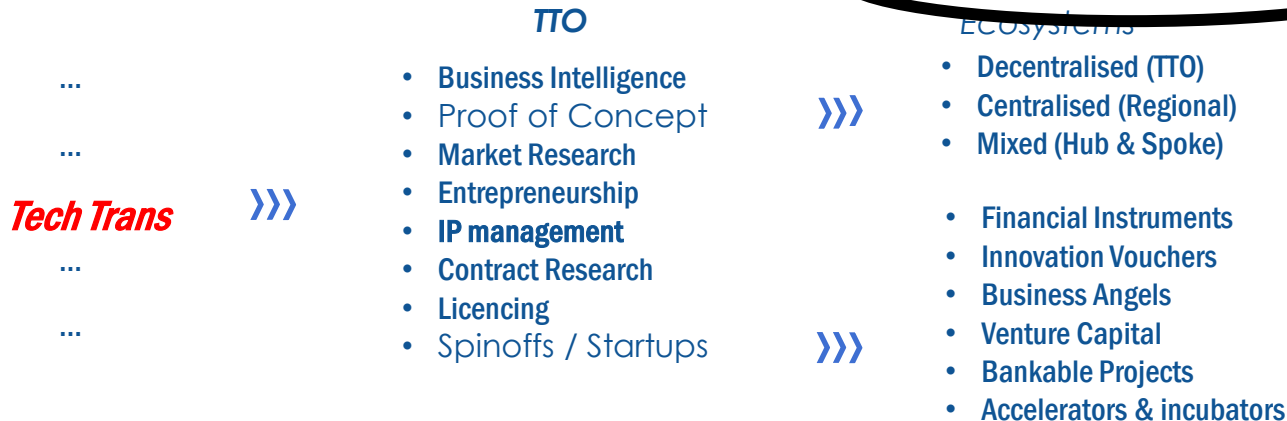 ...
...
Tech Trans
...
...
TTO
• Business Intelligence
• Proof of Concept
• Market Research
• Entrepreneurship
• IP management
• Contract Research
• Licencing
• Spinoffs / Startups
Ecosystems
• Decentralised (TTO)
• Centralised (Regional)
• Mixed (Hub & Spoke)
• Financial Instruments
• Innovation Vouchers
• Business Angels
• Venture Capital
• Bankable Projects
• Accelerators & incubators